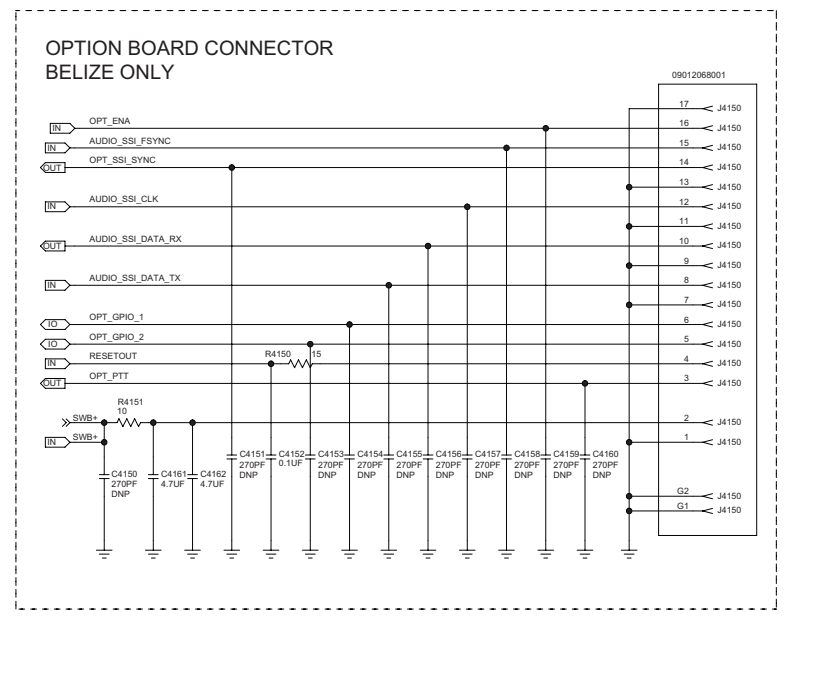 OPTION BOARD CONNECTOR
BELIZE ONLY
09012068001
17 J4150
IN OPT_ENA 16 J4150
IN AUDIO_SSI_FSYNC 15 J4150
OUT OPT_SSI_SYNC 14 J4150
13 J4150
IN AUDIO_SSI_CLK 12 J4150
11 J4150
OUT AUDIO_SSI_DATA_RX 10 J4150
9 J4150
IN AUDIO_SSI_DATA_TX 8 J4150
7 J4150
IO OPT_GPIO_1 6 J4150
IO OPT_GPIO_2 5 J4150
IN RESETOUT R4150 15 4 J4150
OUT OPT_PTT 3 J4150
R4151
10
SWB+ 2 J4150
IN SWB+ 1 J4150
C4151 C4152 C4153 C4154 C4155 C4156 C4157 C4158 C4159 C4160
270PF 0.1UF 270PF 270PF 270PF 270PF 270PF 270PF 270PF 270PF
DNP DNP DNP DNP DNP DNP DNP DNP DNP
C4150 C4161 C4162
270PF 4.7UF 4.7UF
DNP
G2 J4150
G1 J4150